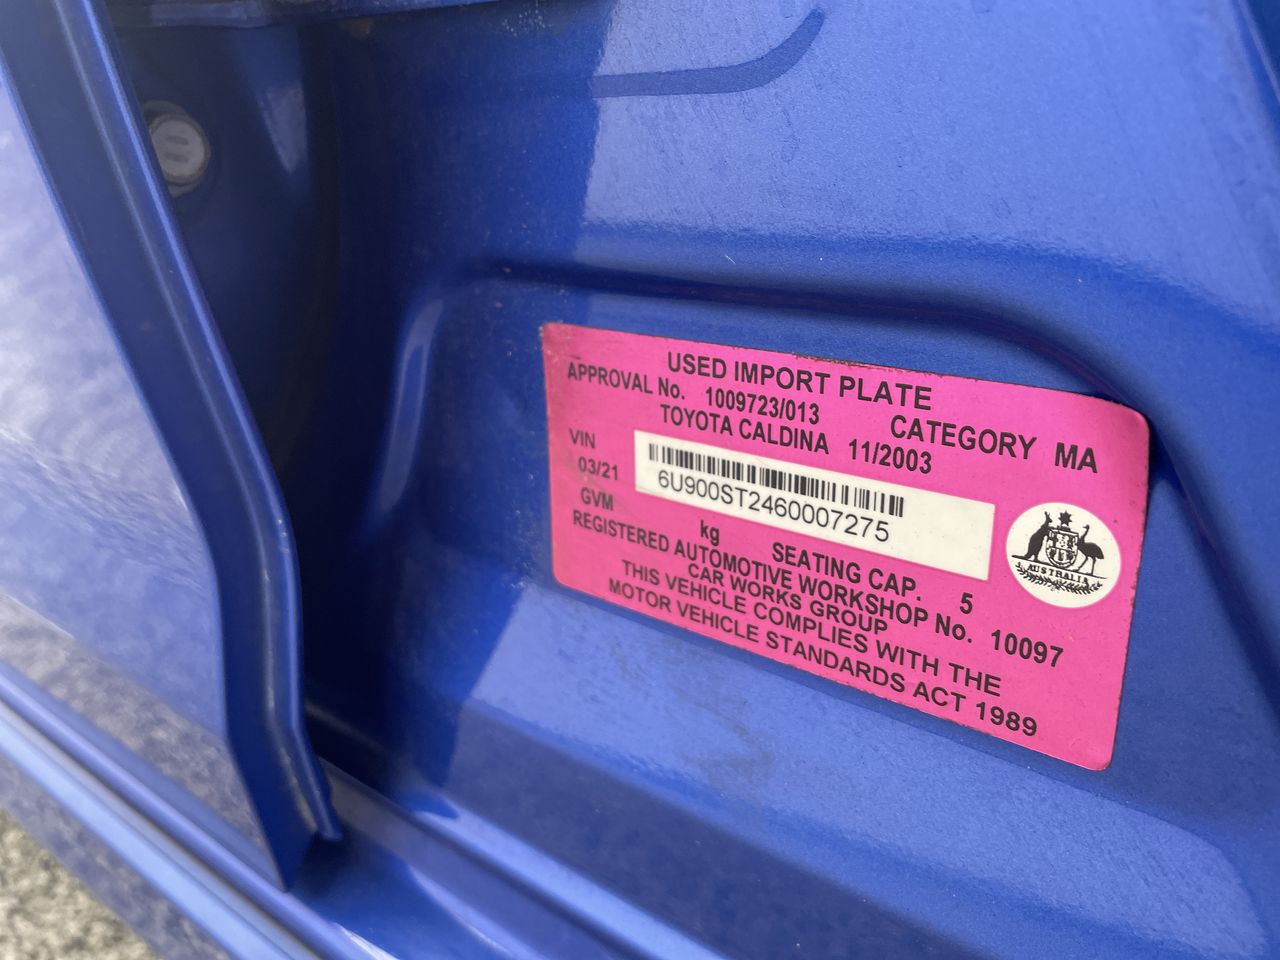 USED IMPORT PLATE
APPROVAL No. 1009723/013 CATEGORY MA
TOYOTA CALDINA 11/2003
VIN
03/21
6U900ST2460007275
GVM kg SEATING CAP. 5
REGISTERED AUTOMOTIVE WORKSHOP No. 10097
CAR WORKS GROUP
THIS VEHICLE COMPLIES WITH THE
MOTOR VEHICLE STANDARDS ACT 1989
AUSTRALIA